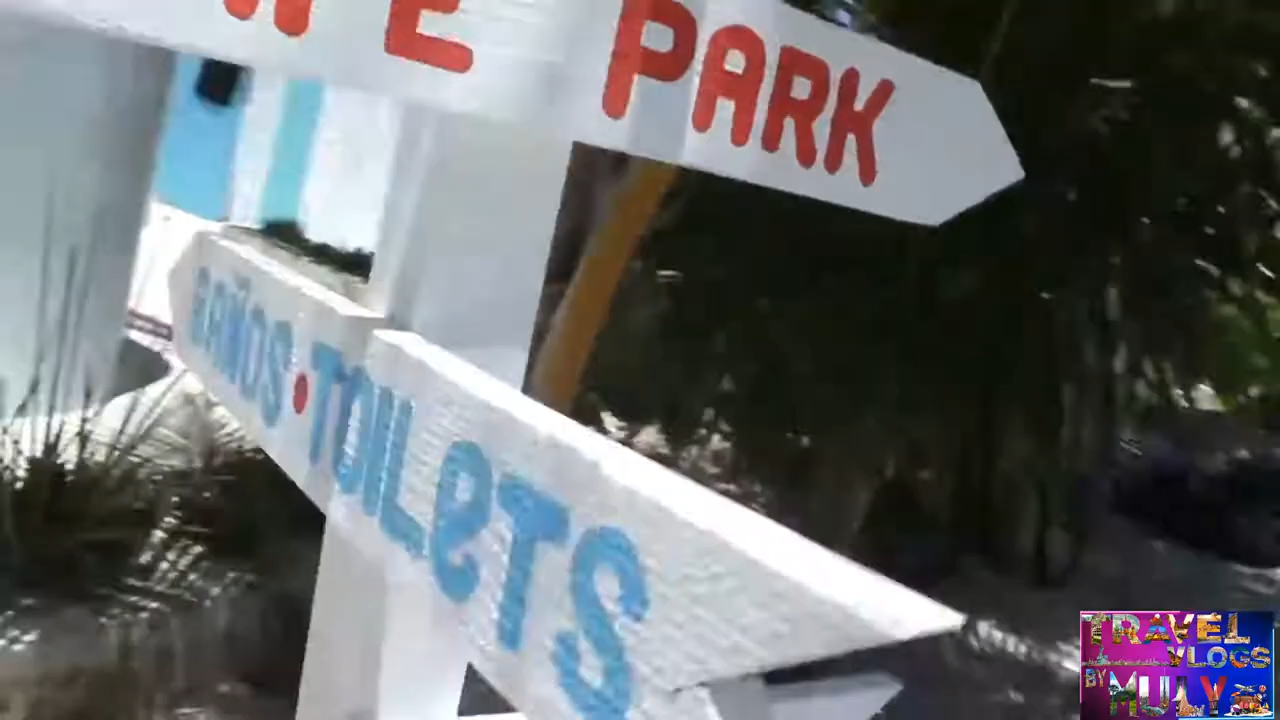 PARK
BAÑOS • TOILETS
TRAVEL
VLOGS
BY MULY